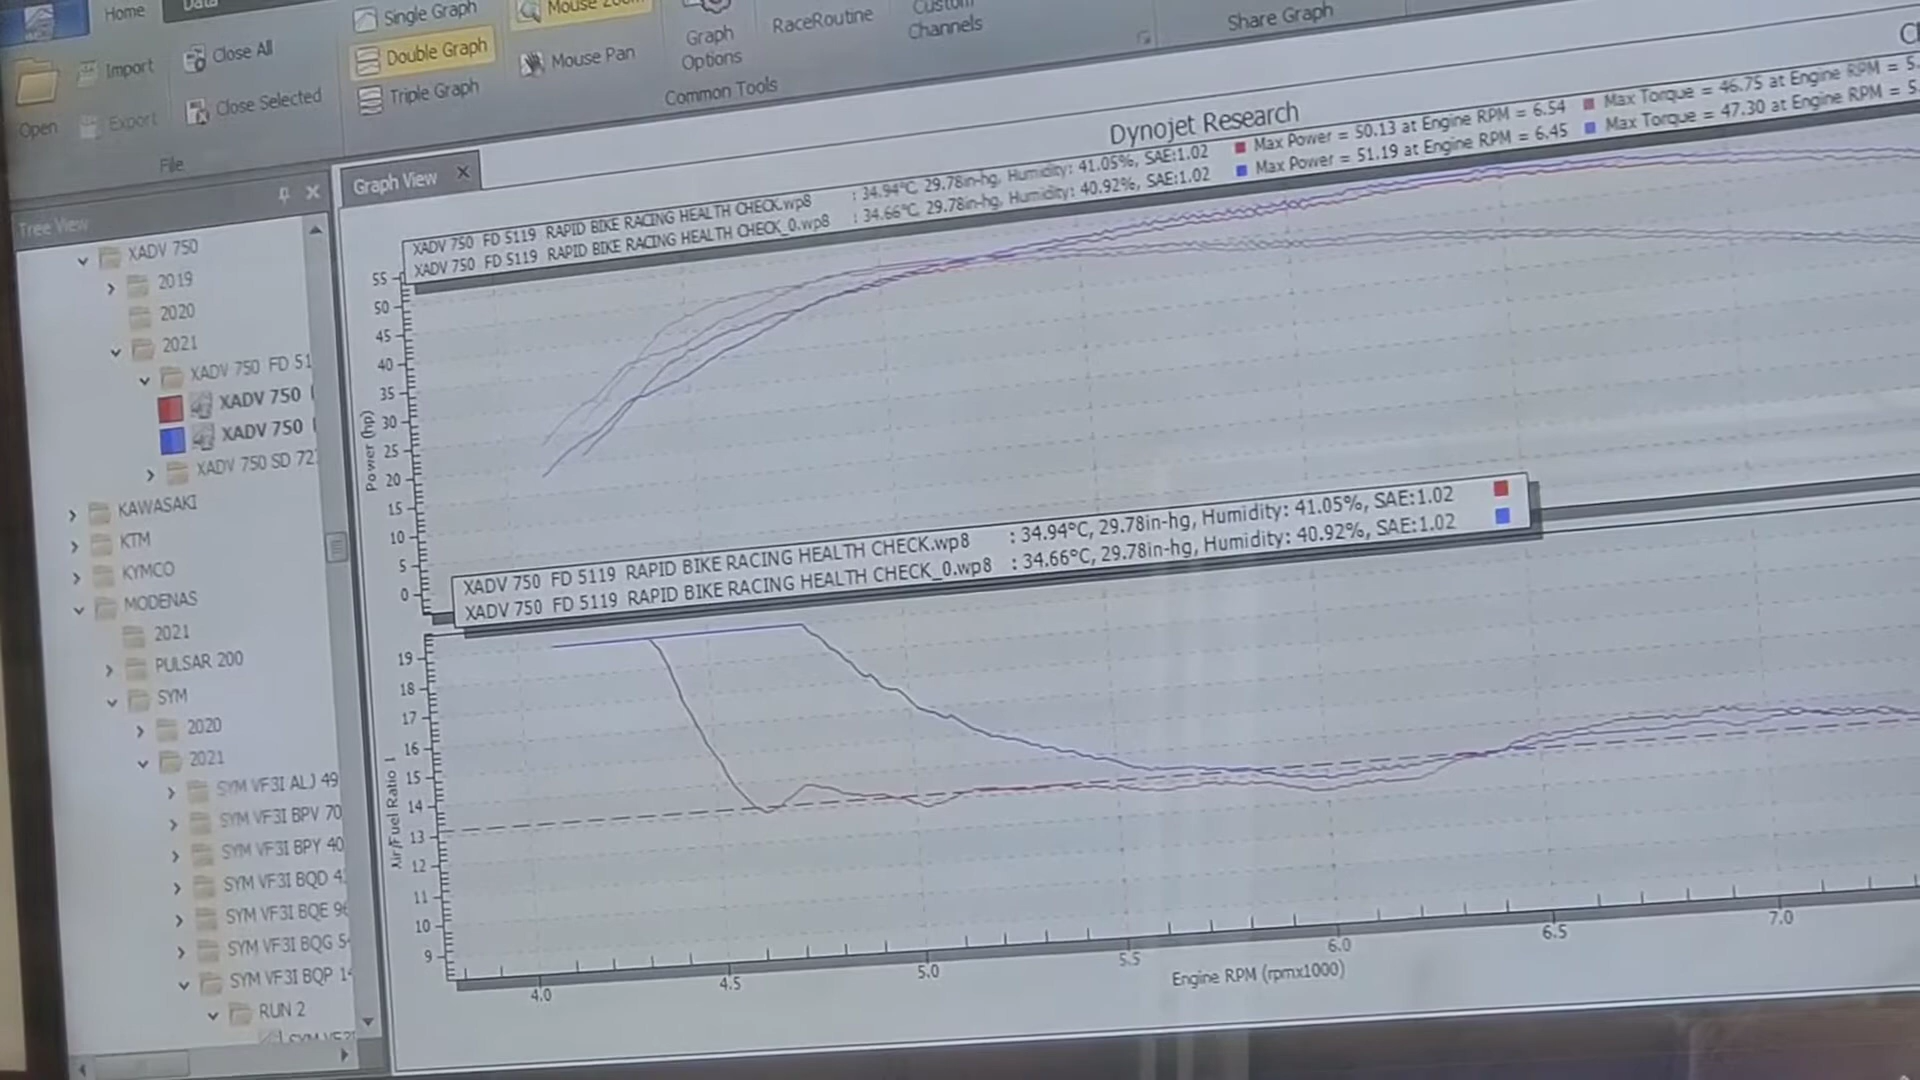 Home
Data
Open
Import
Export
Close All
Close Selected
File
Single Graph
Double Graph
Triple Graph
Mouse Zoom
Mouse Pan
Graph
Options
RaceRoutine
Custom
Channels
Common Tools
Share Graph
Tree View
XADV 750
2019
2020
2021
XADV 750 FD 51
XADV 750
XADV 750
XADV 750 SD 72
KAWASAKI
KTM
KYMCO
MODENAS
2021
PULSAR 200
SYM
2020
2021
SYM VF3I ALJ 49
SYM VF3I BPV 70
SYM VF3I BPY 40
SYM VF3I BQD 4
SYM VF3I BQE 96
SYM VF3I BQG 5
SYM VF3I BQP 1
RUN 2
Graph View
Dynojet Research
XADV 750 FD 5119 RAPID BIKE RACING HEALTH CHECK.wp8 : 34.94°C, 29.78in-hg, Humidity: 41.05%, SAE:1.02 Max Power = 50.13 at Engine RPM = 6.54 Max Torque = 46.75 at Engine RPM = 5.
XADV 750 FD 5119 RAPID BIKE RACING HEALTH CHECK_0.wp8 : 34.66°C, 29.78in-hg, Humidity: 40.92%, SAE:1.02 Max Power = 51.19 at Engine RPM = 6.45 Max Torque = 47.30 at Engine RPM = 5.
55
50
45
40
35
30
25
20
15
10
5
0
Power (hp)
XADV 750 FD 5119 RAPID BIKE RACING HEALTH CHECK.wp8 : 34.94°C, 29.78in-hg, Humidity: 41.05%, SAE:1.02
XADV 750 FD 5119 RAPID BIKE RACING HEALTH CHECK_0.wp8 : 34.66°C, 29.78in-hg, Humidity: 40.92%, SAE:1.02
19
18
17
16
15
14
13
12
11
10
9
Air/Fuel Ratio 1
4.0 4.5 5.0 5.5 6.0 6.5 7.0
Engine RPM (rpmx1000)